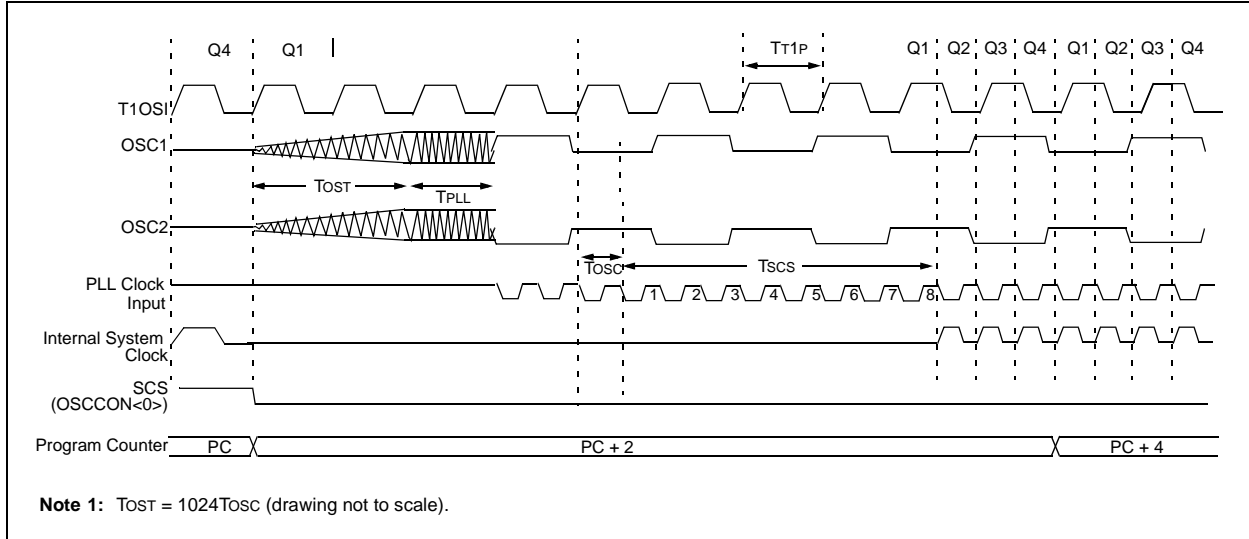 Q4 Q1 TT1P Q1 Q2 Q3 Q4 Q1 Q2 Q3 Q4
T1OSI
OSC1
TOST
TPLL
OSC2
TOSC TSCS
PLL Clock
Input
1 2 3 4 5 6 7 8
Internal System
Clock
SCS
(OSCCON<0>)
Program Counter PC PC + 2 PC + 4
Note 1: TOST = 1024TOSC (drawing not to scale).